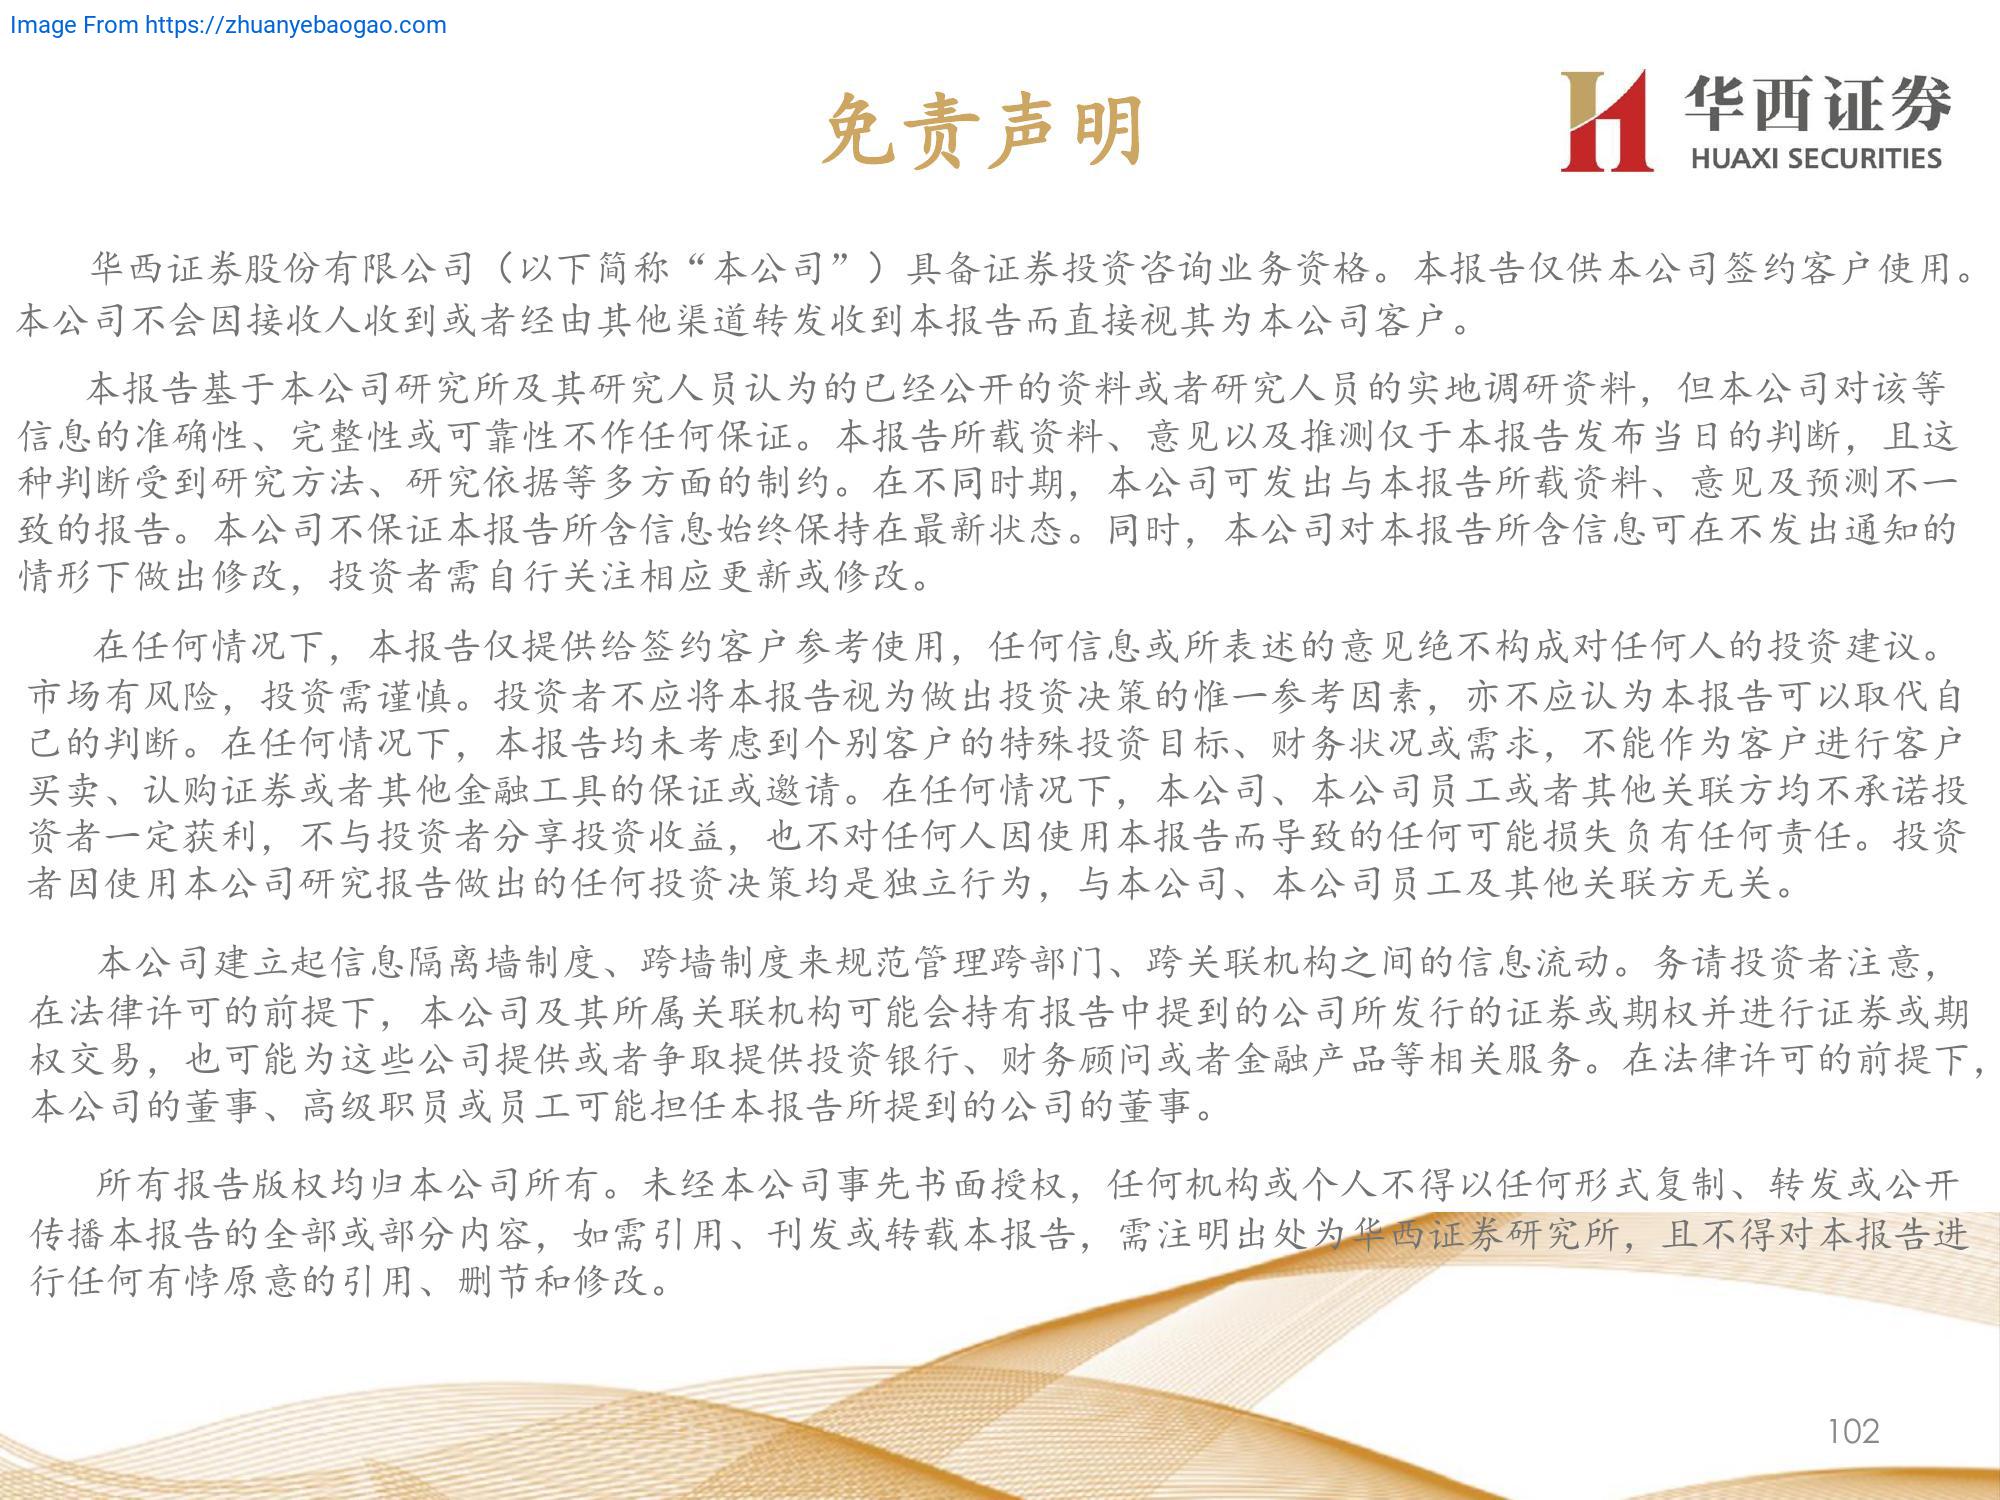 Image From https://zhuanyebaogao.com
免责声明
华西证券
HUAXI SECURITIES
华西证券股份有限公司（以下简称“本公司”）具备证券投资咨询业务资格。本报告仅供本公司签约客户使用。
本公司不会因接收人收到或者经由其他渠道转发收到本报告而直接视其为本公司客户。
本报告基于本公司研究所及其研究人员认为的已经公开的资料或者研究人员的实地调研资料，但本公司对该等
信息的准确性、完整性或可靠性不作任何保证。本报告所载资料、意见以及推测仅于本报告发布当日的判断，且这
种判断受到研究方法、研究依据等多方面的制约。在不同时期，本公司可发出与本报告所载资料、意见及预测不一
致的报告。本公司不保证本报告所含信息始终保持在最新状态。同时，本公司对本报告所含信息可在不发出通知的
情形下做出修改，投资者需自行关注相应更新或修改。
在任何情况下，本报告仅提供给签约客户参考使用，任何信息或所表述的意见绝不构成对任何人的投资建议。
市场有风险，投资需谨慎。投资者不应将本报告视为做出投资决策的惟一参考因素，亦不应认为本报告可以取代自
己的判断。在任何情况下，本报告均未考虑到个别客户的特殊投资目标、财务状况或需求，不能作为客户进行客户
买卖、认购证券或者其他金融工具的保证或邀请。在任何情况下，本公司、本公司员工或者其他关联方均不承诺投
资者一定获利，不与投资者分享投资收益，也不对任何人因使用本报告而导致的任何可能损失负有任何责任。投资
者因使用本公司研究报告做出的任何投资决策均是独立行为，与本公司、本公司员工及其他关联方无关。
本公司建立起信息隔离墙制度、跨墙制度来规范管理跨部门、跨关联机构之间的信息流动。务请投资者注意，
在法律许可的前提下，本公司及其所属关联机构可能会持有报告中提到的公司所发行的证券或期权并进行证券或期
权交易，也可能为这些公司提供或者争取提供投资银行、财务顾问或者金融产品等相关服务。在法律许可的前提下，
本公司的董事、高级职员或员工可能担任本报告所提到的公司的董事。
所有报告版权均归本公司所有。未经本公司事先书面授权，任何机构或个人不得以任何形式复制、转发或公开
传播本报告的全部或部分内容，如需引用、刊发或转载本报告，需注明出处为华西证券研究所，且不得对本报告进
行任何有悖原意的引用、删节和修改。
102